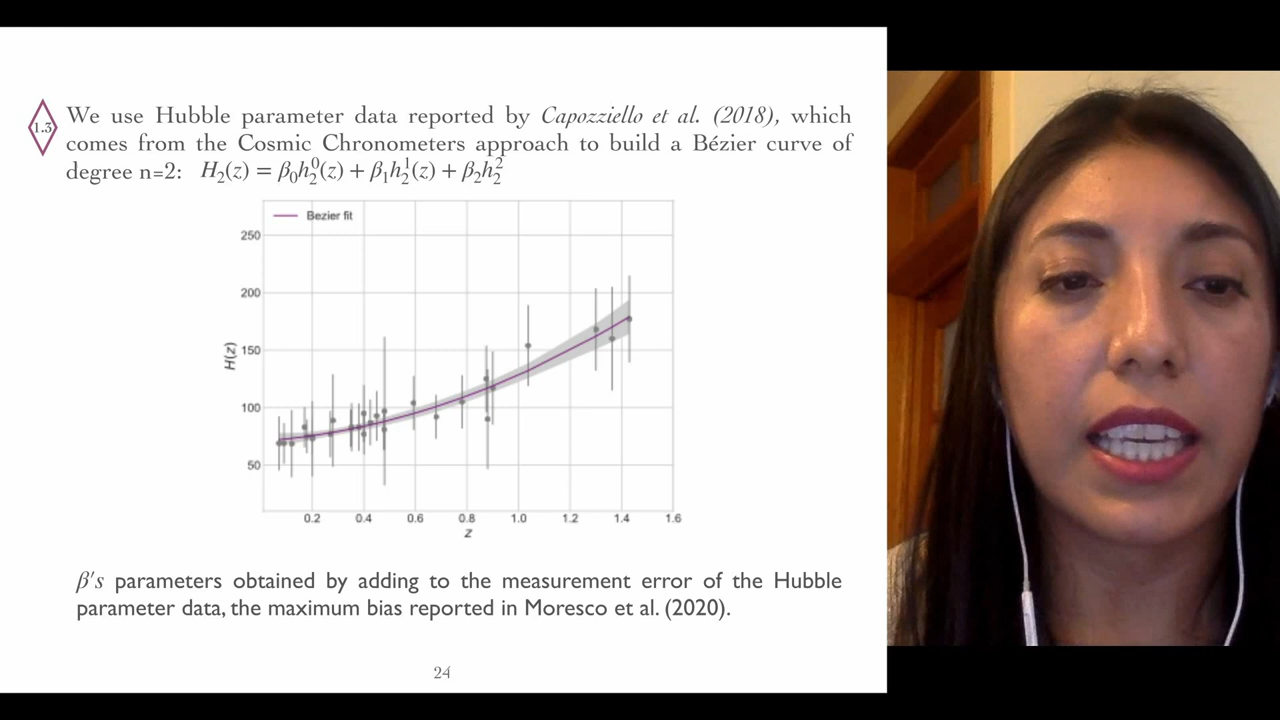 1.3
We use Hubble parameter data reported by Capozziello et al. (2018), which
comes from the Cosmic Chronometers approach to build a Bézier curve of
degree n=2: H₂(z) = β₀h₂⁰(z) + β₁h₂¹(z) + β₂h₂²
Bezier fit
250
200
150
100
50
H(z)
0.2 0.4 0.6 0.8 1.0 1.2 1.4 1.6
z
β's parameters obtained by adding to the measurement error of the Hubble
parameter data, the maximum bias reported in Moresco et al. (2020).
24